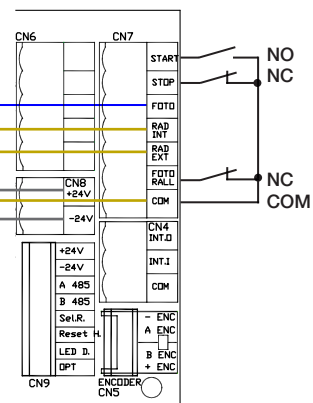 CN6
CN7
START
NO
STOP
NC
FOTO
RAD
INT
RAD
EXT
FOTO
RALL
NC
COM
COM
CN8
+24V
-24V
CN4
INT.O
INT.I
COM
+24V
-24V
A 485
B 485
Sel.R.
Reset H.
LED D.
OPT
CN9
- ENC
A ENC
B ENC
+ ENC
ENCODER
CN5